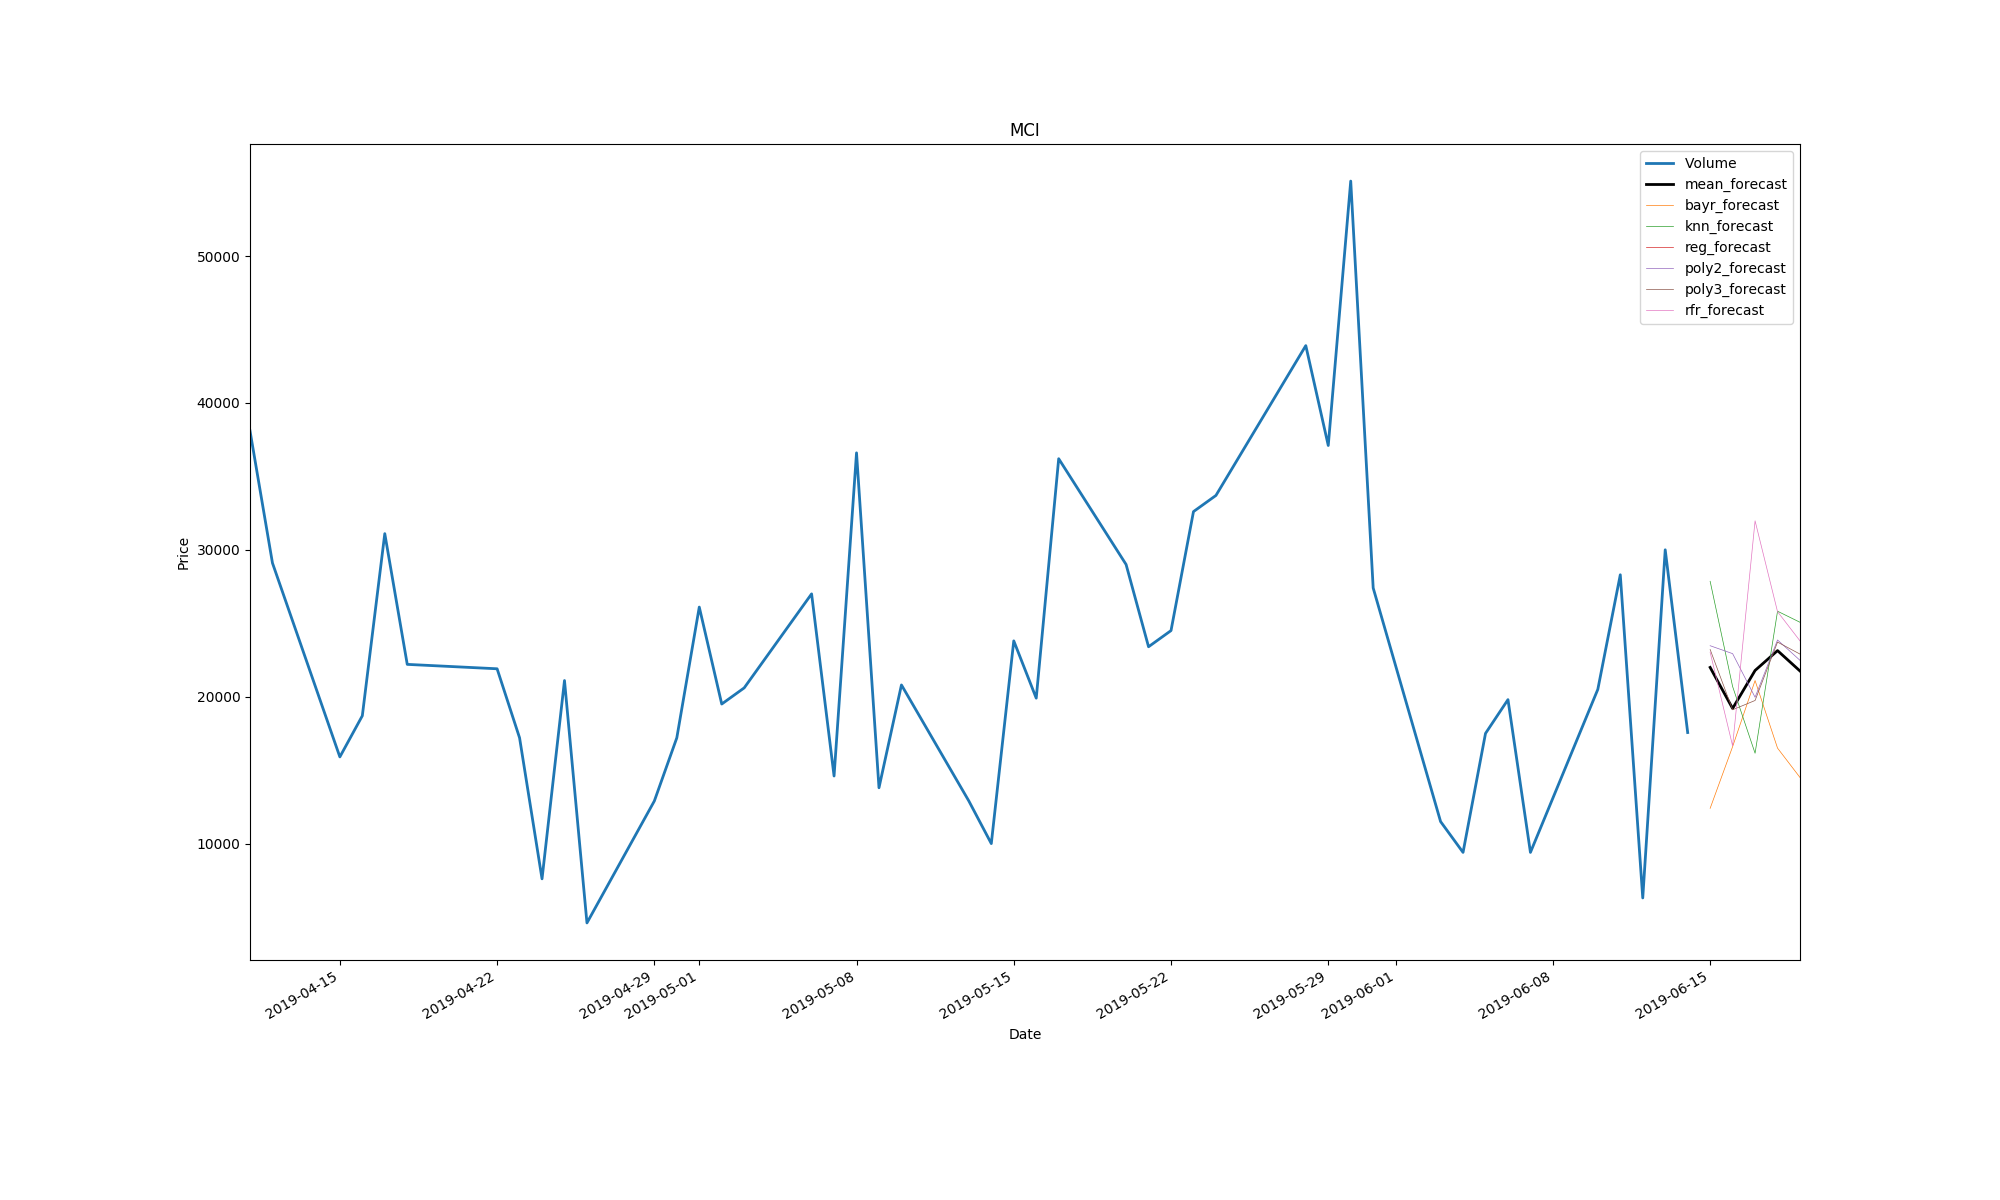 MCI
Volume
mean_forecast
bayr_forecast
knn_forecast
reg_forecast
poly2_forecast
poly3_forecast
rfr_forecast
Price
50000
40000
30000
20000
10000
2019-04-15
2019-04-22
2019-04-29
2019-05-01
2019-05-08
2019-05-15
2019-05-22
2019-05-29
2019-06-01
2019-06-08
2019-06-15
Date